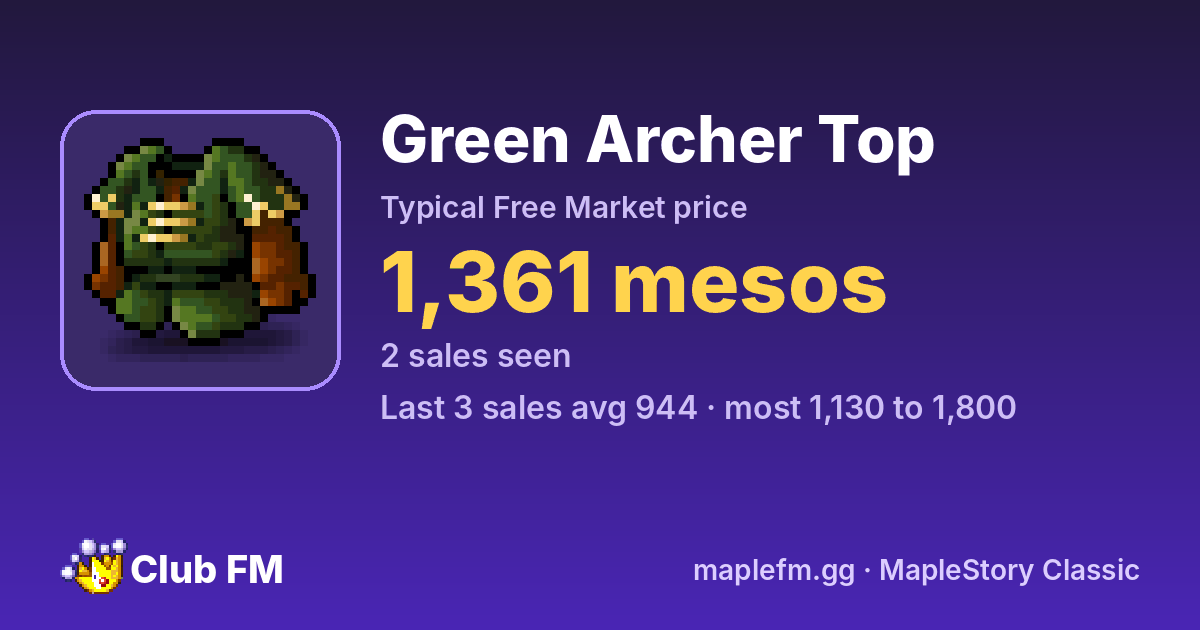 Green Archer Top
Typical Free Market price
1,361 mesos
2 sales seen
Last 3 sales avg 944 · most 1,130 to 1,800
Club FM
maplefm.gg · MapleStory Classic